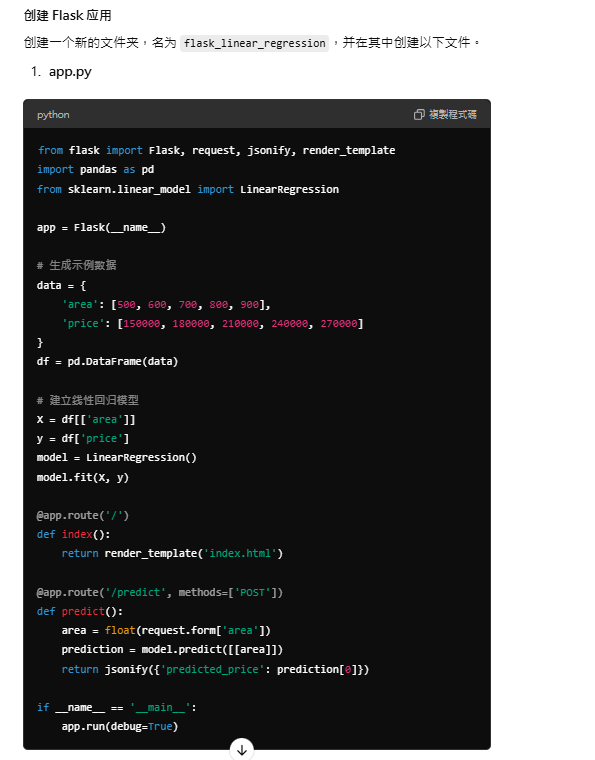 创建 Flask 应用
创建一个新的文件夹，名为 flask_linear_regression ，并在其中创建以下文件。
1. app.py
python
複製程式碼
from flask import Flask, request, jsonify, render_template
import pandas as pd
from sklearn.linear_model import LinearRegression

app = Flask(__name__)

# 生成示例数据
data = {
    'area': [500, 600, 700, 800, 900],
    'price': [150000, 180000, 210000, 240000, 270000]
}
df = pd.DataFrame(data)

# 建立线性回归模型
X = df[['area']]
y = df['price']
model = LinearRegression()
model.fit(X, y)

@app.route('/')
def index():
    return render_template('index.html')

@app.route('/predict', methods=['POST'])
def predict():
    area = float(request.form['area'])
    prediction = model.predict([[area]])
    return jsonify({'predicted_price': prediction[0]})

if __name__ == '__main__':
    app.run(debug=True)